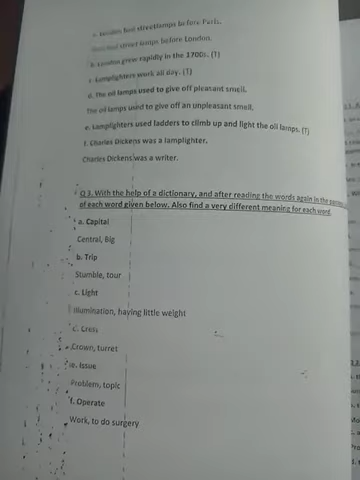 a. London had streetlamps before Paris.
street lamps before London.
b. London grew rapidly in the 1700s. (T)
c. Lamplighters work all day. (T)
d. The oil lamps used to give off pleasant smell.
The oil lamps used to give off an unpleasant smell.
e. Lamplighters used ladders to climb up and light the oil lamps. (T)
f. Charles Dickens was a lamplighter.
Charles Dickens was a writer.
Q 3. With the help of a dictionary, and after reading the words again in the
of each word given below. Also find a very different meaning for each word.
a. Capital
Central, Big
b. Trip
Stumble, tour
c. Light
Illumination, having little weight
d. Crest
Crown, turret
e. Issue
Problem, topic
f. Operate
Work, to do surgery